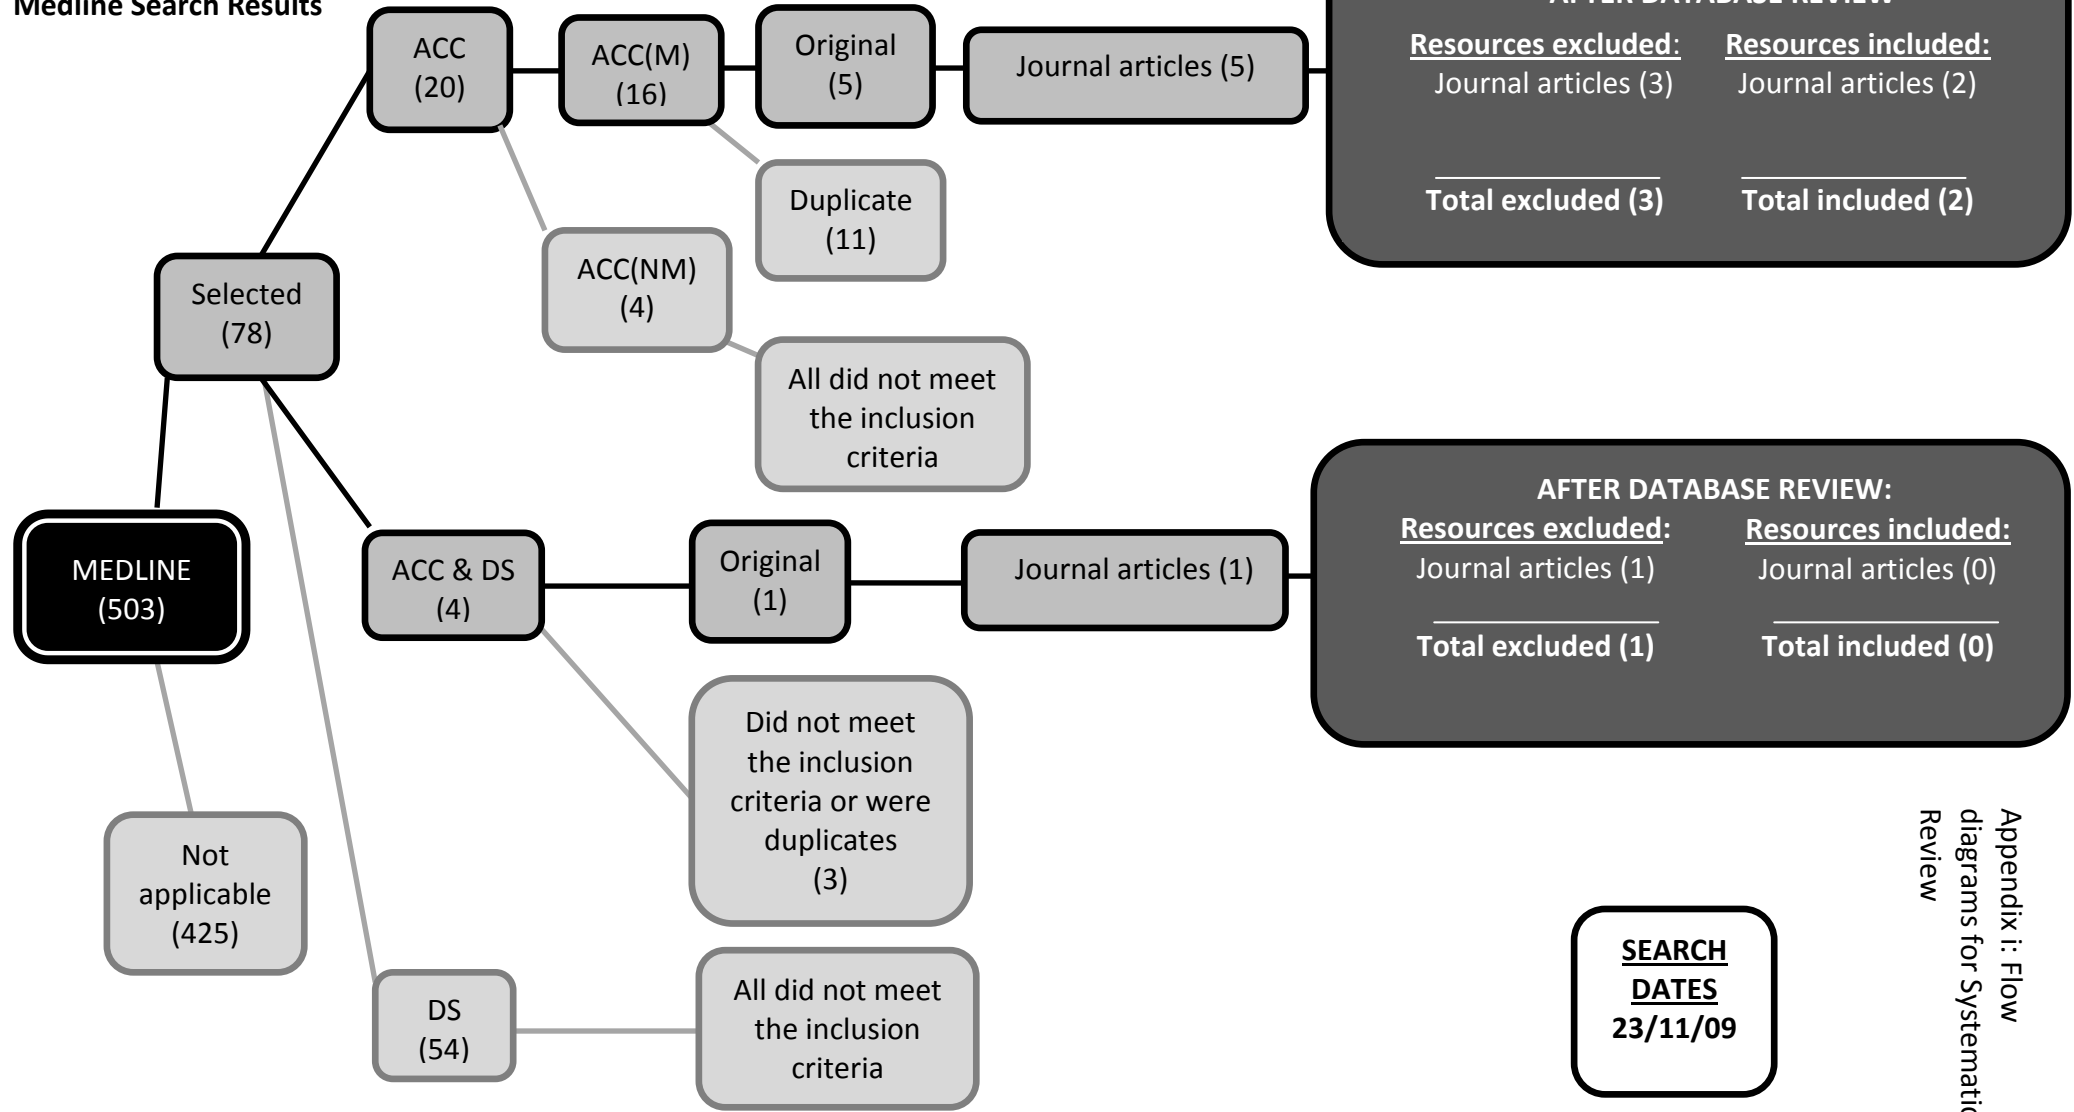 Medline Search Results
ACC
(20)
ACC(M)
(16)
Original
(5)
Journal articles (5)
AFTER DATABASE REVIEW
Resources excluded:
Resources included:
Journal articles (3)
Journal articles (2)
Total excluded (3)
Total included (2)
Duplicate
(11)
ACC(NM)
(4)
All did not meet
the inclusion
criteria
Selected
(78)
MEDLINE
(503)
Not
applicable
(425)
ACC & DS
(4)
Original
(1)
Journal articles (1)
AFTER DATABASE REVIEW:
Resources excluded:
Resources included:
Journal articles (1)
Journal articles (0)
Total excluded (1)
Total included (0)
Did not meet
the inclusion
criteria or were
duplicates
(3)
DS
(54)
All did not meet
the inclusion
criteria
SEARCH
DATES
23/11/09
Appendix i: Flow
diagrams for Systematic
Review